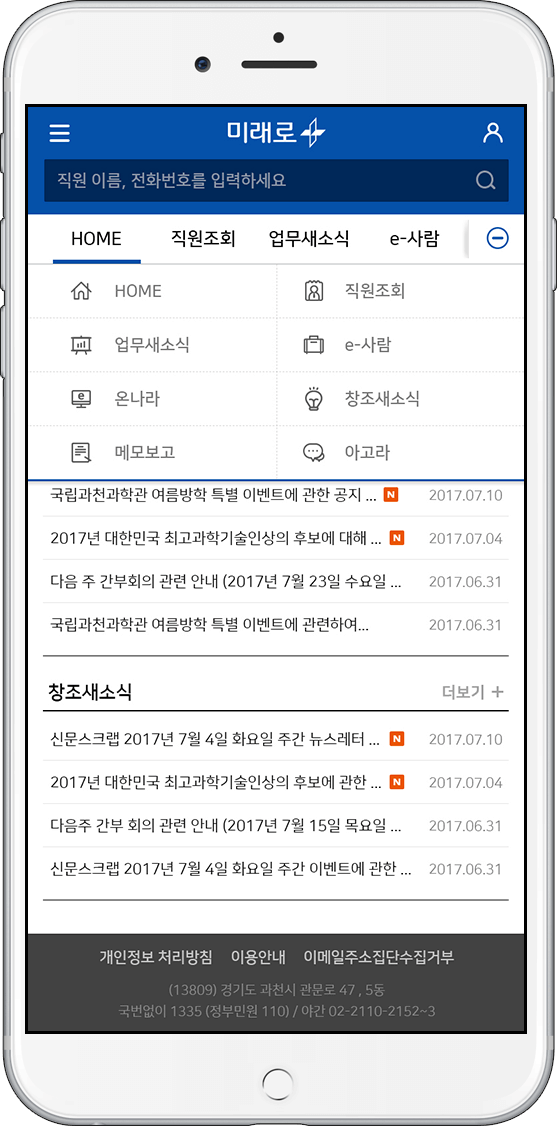 미래로
직원 이름, 전화번호를 입력하세요
HOME 직원조회 업무새소식 e-사람
HOME 직원조회
업무새소식 e-사람
온나라 창조새소식
메모보고 아고라
국립과천과학관 여름방학 특별 이벤트에 관한 공지 ... N 2017.07.10
2017년 대한민국 최고과학기술인상의 후보에 대해 ... N 2017.07.04
다음 주 간부회의 관련 안내 (2017년 7월 23일 수요일 ... 2017.06.31
국립과천과학관 여름방학 특별 이벤트에 관련하여... 2017.06.31
창조새소식 더보기 +
신문스크랩 2017년 7월 4일 화요일 주간 뉴스레터 ... N 2017.07.10
2017년 대한민국 최고과학기술인상의 후보에 관한 ... N 2017.07.04
다음주 간부 회의 관련 안내 (2017년 7월 15일 목요일 ... 2017.06.31
신문스크랩 2017년 7월 4일 화요일 주간 이벤트에 관한 ... 2017.06.31
개인정보 처리방침 이용안내 이메일주소집단수집거부
(13809) 경기도 과천시 관문로 47 , 5동
국번없이 1335 (정부민원 110) / 야간 02-2110-2152~3